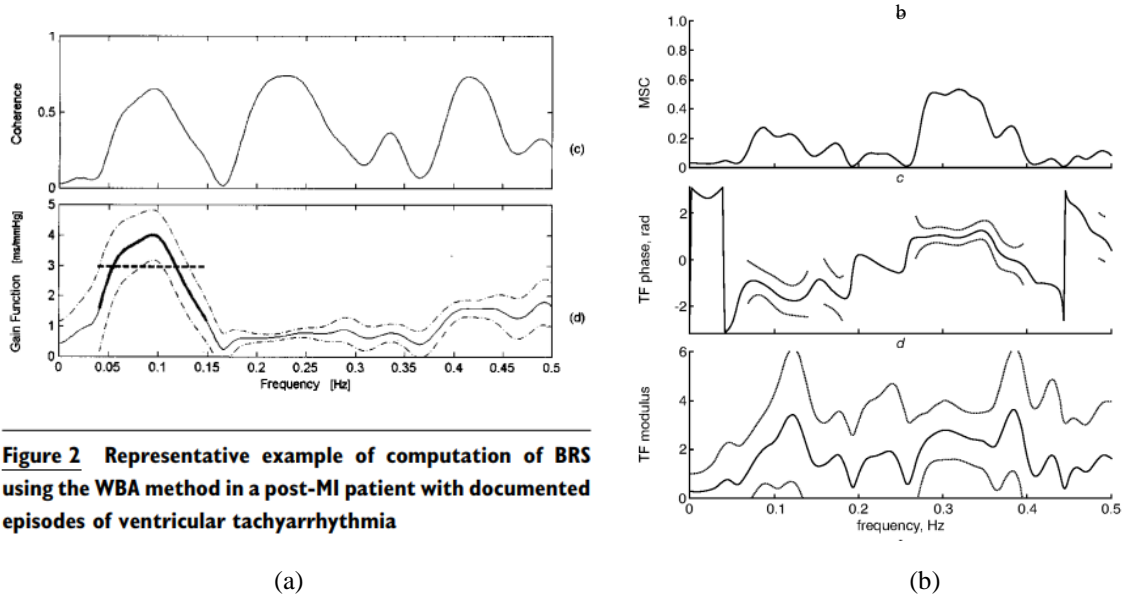 1
0.5
0
Coherence
(c)
5
4
3
2
1
0
Gain Function [ms/mmHg]
(d)
0 0.05 0.1 0.15 0.2 0.25 0.3 0.35 0.4 0.45 0.5
Frequency [Hz]
Figure 2 Representative example of computation of BRS
using the WBA method in a post-MI patient with documented
episodes of ventricular tachyarrhythmia
(a)
b
1.0
0.8
0.6
0.4
0.2
0
MSC
c
2
0
-2
TF phase, rad
d
6
4
2
0
TF modulus
0 0.1 0.2 0.3 0.4 0.5
frequency, Hz
(b)